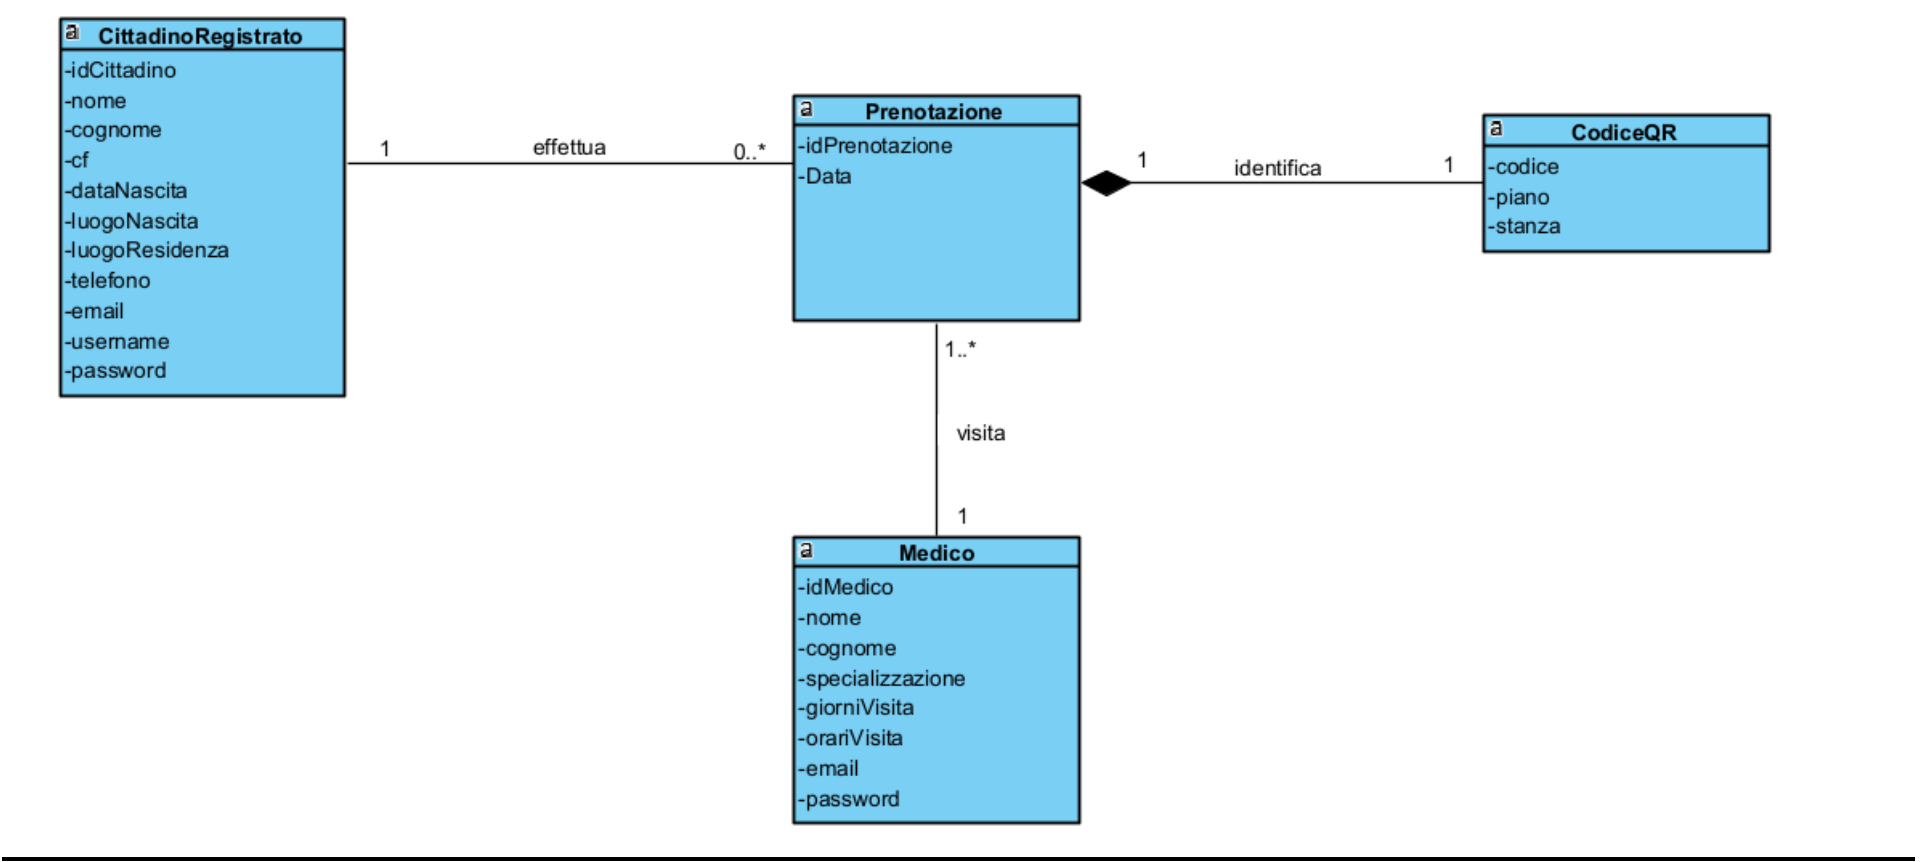 a CittadinoRegistrato
-idCittadino
-nome
-cognome
-cf
-dataNascita
-luogoNascita
-luogoResidenza
-telefono
-email
-username
-password
1 effettua 0..*
a Prenotazione
-idPrenotazione
-Data
1 identifica 1
a CodiceQR
-codice
-piano
-stanza
1..*
visita
1
a Medico
-idMedico
-nome
-cognome
-specializzazione
-giorniVisita
-orariVisita
-email
-password